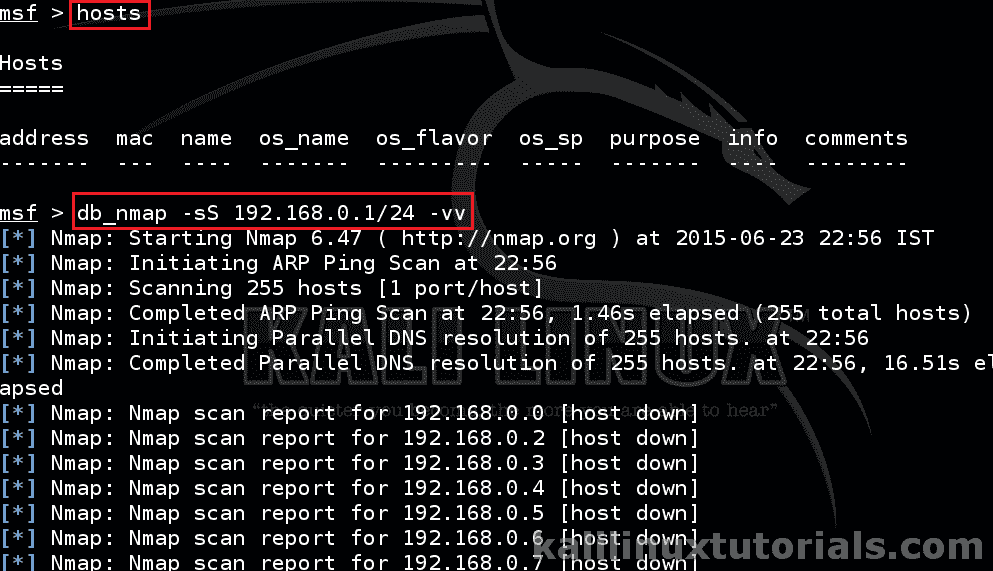 msf > hosts
Hosts
=====
address mac name os_name os_flavor os_sp purpose info comments
------- --- ---- ------- --------- ----- ------- ---- --------
msf > db_nmap -sS 192.168.0.1/24 -vv
[*] Nmap: Starting Nmap 6.47 ( http://nmap.org ) at 2015-06-23 22:56 IST
[*] Nmap: Initiating ARP Ping Scan at 22:56
[*] Nmap: Scanning 255 hosts [1 port/host]
[*] Nmap: Completed ARP Ping Scan at 22:56, 1.46s elapsed (255 total hosts)
[*] Nmap: Initiating Parallel DNS resolution of 255 hosts. at 22:56
[*] Nmap: Completed Parallel DNS resolution of 255 hosts. at 22:56, 16.51s el
apsed
KALI LINUX
[*] Nmap: Nmap scan report for 192.168.0.0 [host down]
[*] Nmap: Nmap scan report for 192.168.0.2 [host down]
[*] Nmap: Nmap scan report for 192.168.0.3 [host down]
[*] Nmap: Nmap scan report for 192.168.0.4 [host down]
[*] Nmap: Nmap scan report for 192.168.0.5 [host down]
[*] Nmap: Nmap scan report for 192.168.0.6 [host down]
[*] Nmap: Nmap scan report for 192.168.0.7 [host down]
kalilinuxtutorials.com